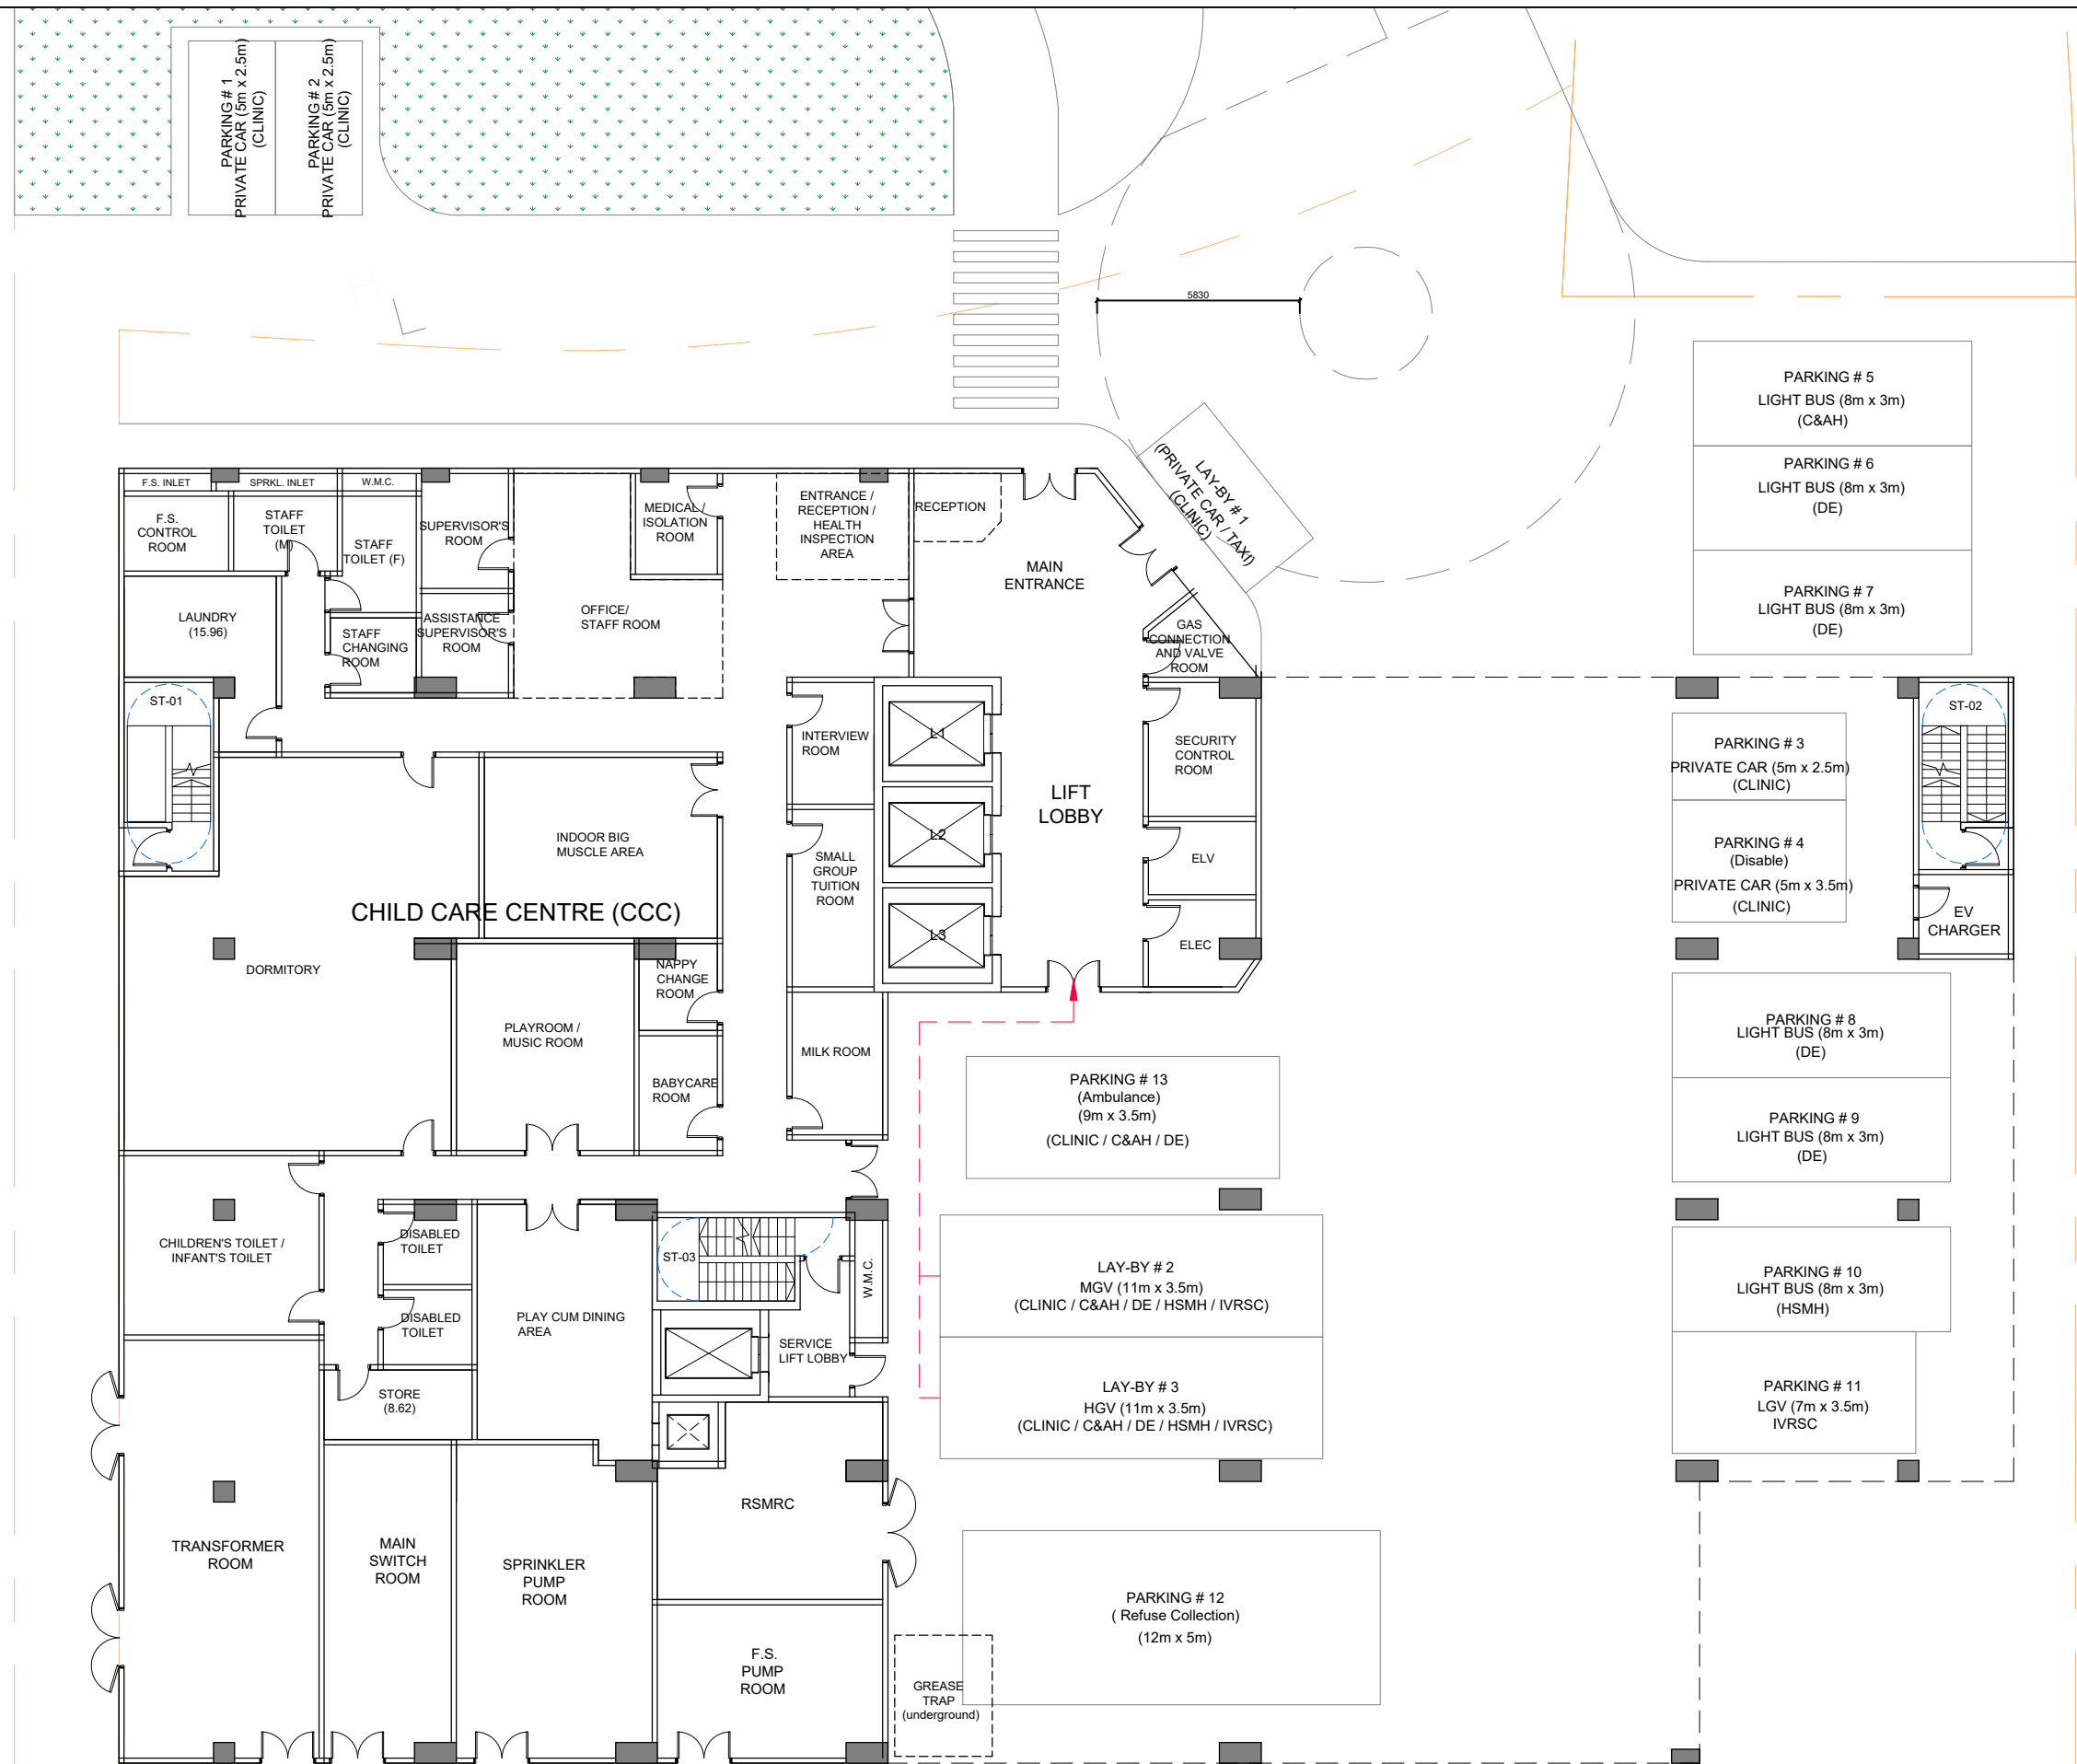 PARKING # 1
PRIVATE CAR (5m x 2.5m)
(CLINIC)
PARKING # 2
PRIVATE CAR (5m x 2.5m)
(CLINIC)
5830
PARKING # 5
LIGHT BUS (8m x 3m)
(C&AH)
PARKING # 6
LIGHT BUS (8m x 3m)
(DE)
PARKING # 7
LIGHT BUS (8m x 3m)
(DE)
LAY-BY # 1
(PRIVATE CAR / TAXI)
(CLINIC)
F.S. INLET
SPRKL. INLET
W.M.C.
F.S.
CONTROL
ROOM
STAFF
TOILET
(M)
STAFF
TOILET (F)
SUPERVISOR'S
ROOM
MEDICAL /
ISOLATION
ROOM
ENTRANCE /
RECEPTION /
HEALTH
INSPECTION
AREA
RECEPTION
MAIN
ENTRANCE
LAUNDRY
(15.96)
STAFF
CHANGING
ROOM
ASSISTANCE
SUPERVISOR'S
ROOM
OFFICE/
STAFF ROOM
GAS
CONNECTION
AND VALVE
ROOM
ST-01
INTERVIEW
ROOM
L1
SECURITY
CONTROL
ROOM
PARKING # 3
PRIVATE CAR (5m x 2.5m)
(CLINIC)
ST-02
LIFT
LOBBY
INDOOR BIG
MUSCLE AREA
SMALL
GROUP
TUITION
ROOM
L2
ELV
PARKING # 4
(Disable)
PRIVATE CAR (5m x 3.5m)
(CLINIC)
CHILD CARE CENTRE (CCC)
L3
ELEC
EV
CHARGER
DORMITORY
NAPPY
CHANGE
ROOM
PLAYROOM /
MUSIC ROOM
MILK ROOM
BABYCARE
ROOM
PARKING # 13
(Ambulance)
(9m x 3.5m)
(CLINIC / C&AH / DE)
PARKING # 8
LIGHT BUS (8m x 3m)
(DE)
PARKING # 9
LIGHT BUS (8m x 3m)
(DE)
CHILDREN'S TOILET /
INFANT'S TOILET
DISABLED
TOILET
ST-03
W.M.C.
LAY-BY # 2
MGV (11m x 3.5m)
(CLINIC / C&AH / DE / HSMH / IVRSC)
PARKING # 10
LIGHT BUS (8m x 3m)
(HSMH)
DISABLED
TOILET
PLAY CUM DINING
AREA
SERVICE
LIFT LOBBY
STORE
(8.62)
LAY-BY # 3
HGV (11m x 3.5m)
(CLINIC / C&AH / DE / HSMH / IVRSC)
PARKING # 11
LGV (7m x 3.5m)
IVRSC
RSMRC
TRANSFORMER
ROOM
MAIN
SWITCH
ROOM
SPRINKLER
PUMP
ROOM
PARKING # 12
( Refuse Collection)
(12m x 5m)
F.S.
PUMP
ROOM
GREASE
TRAP
(underground)